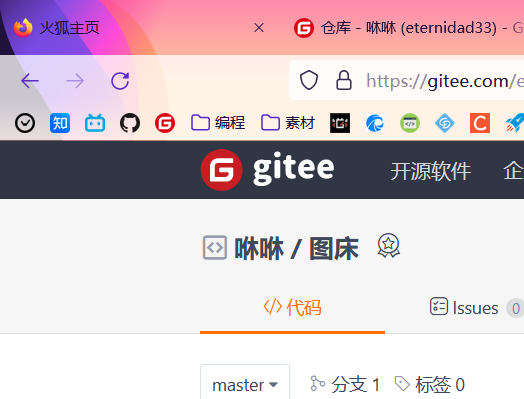 火狐主页
仓库 - 咻咻 (eternidad33) - G
https://gitee.com/e
知 编程 素材
gitee 开源软件 企
咻咻 / 图床
代码 Issues 0
master 分支 1 标签 0